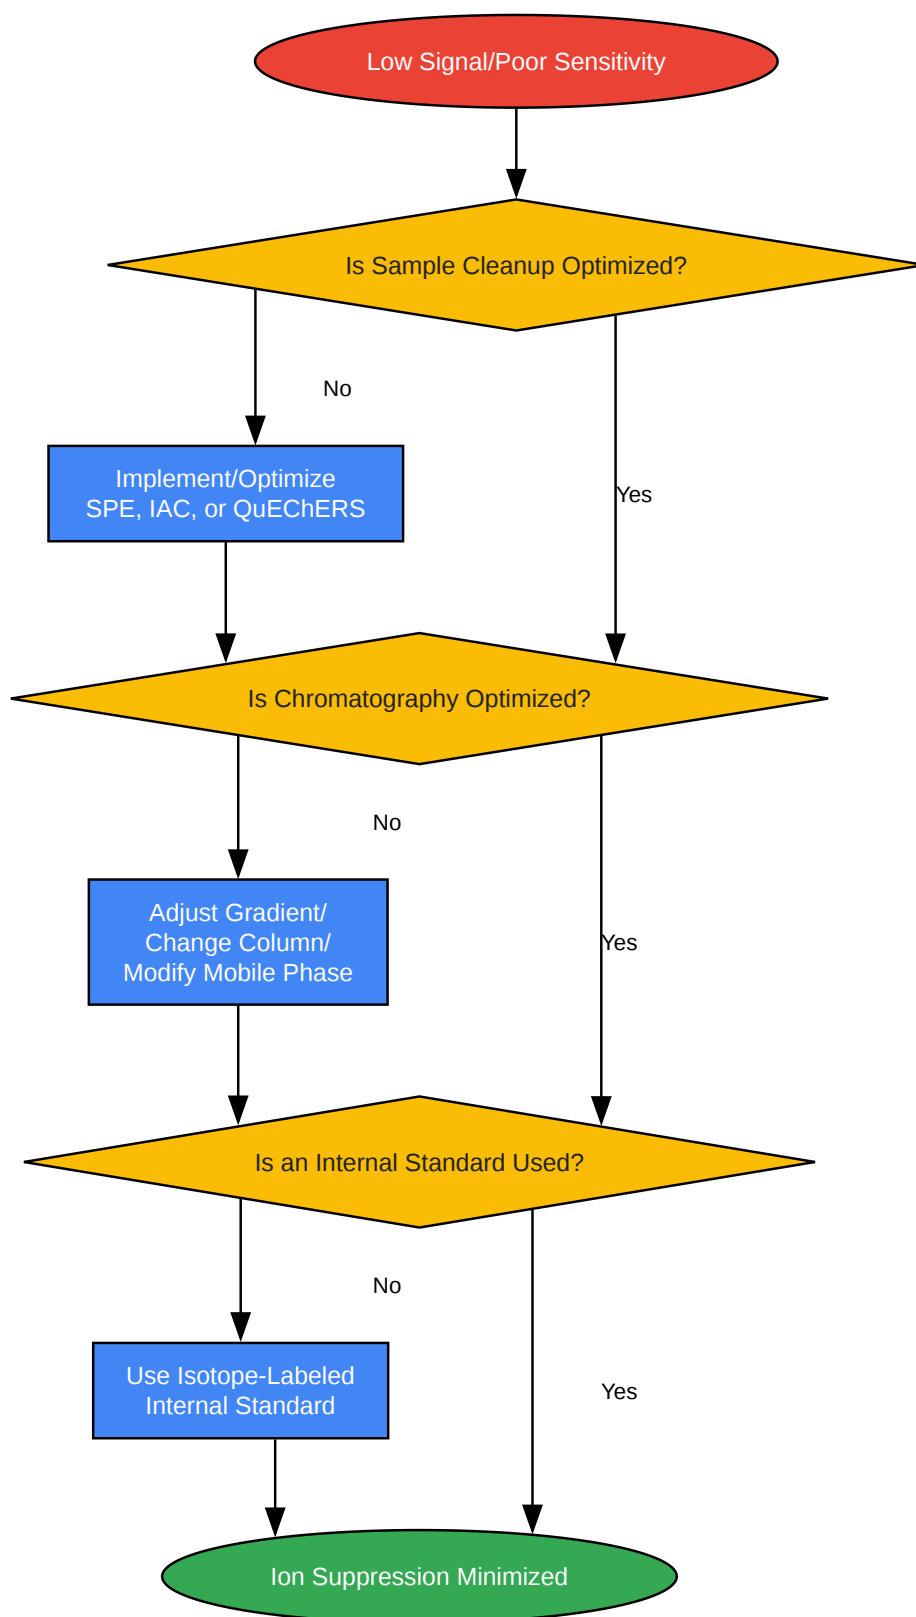 Low Signal/Poor Sensitivity
Is Sample Cleanup Optimized?
No
Implement/Optimize
SPE, IAC, or QuEChERS
Yes
Is Chromatography Optimized?
No
Adjust Gradient/
Change Column/
Modify Mobile Phase
Yes
Is an Internal Standard Used?
No
Use Isotope-Labeled
Internal Standard
Yes
Ion Suppression Minimized